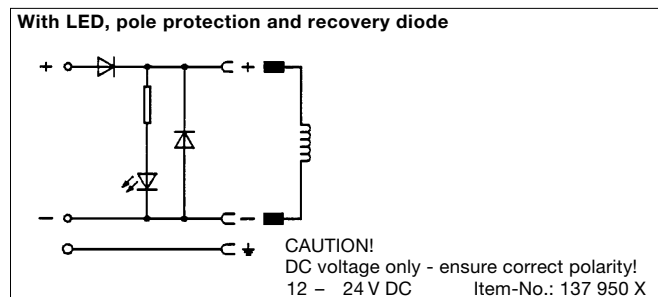 With LED, pole protection and recovery diode
+ +
– –
CAUTION!
DC voltage only - ensure correct polarity!
12 – 24 V DC Item-No.: 137 950 X